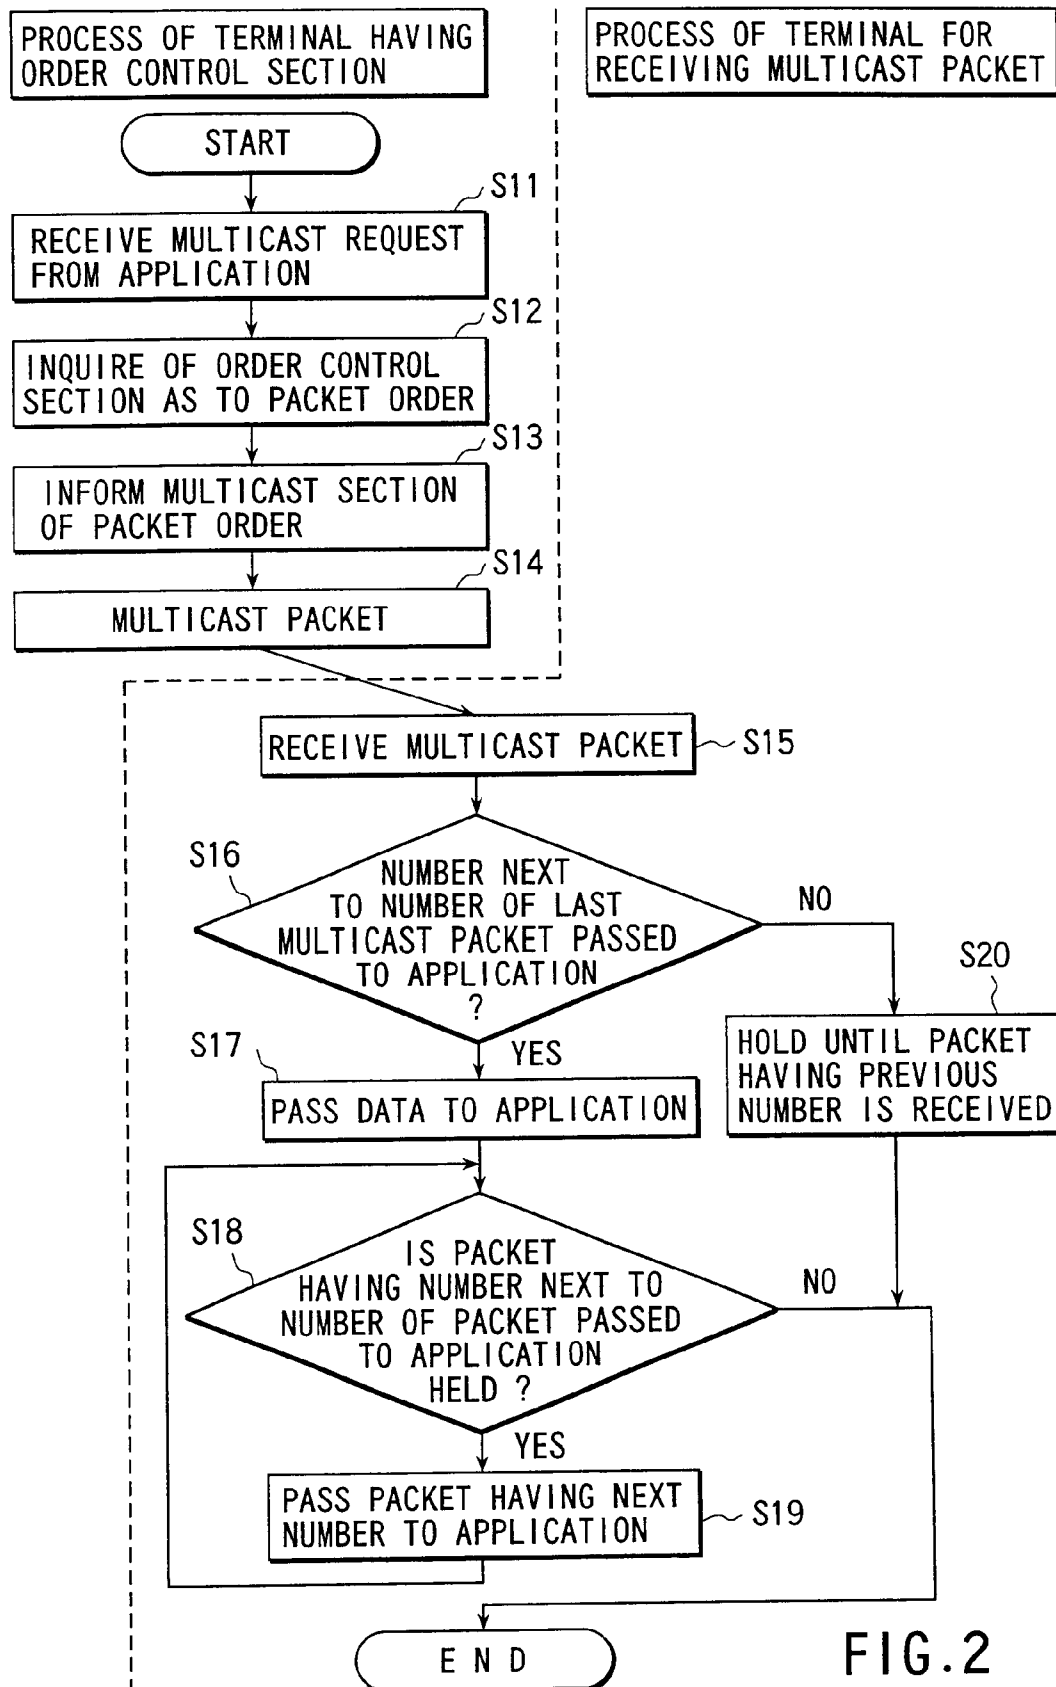 PROCESS OF TERMINAL HAVING
ORDER CONTROL SECTION
PROCESS OF TERMINAL FOR
RECEIVING MULTICAST PACKET
START
S11
RECEIVE MULTICAST REQUEST
FROM APPLICATION
S12
INQUIRE OF ORDER CONTROL
SECTION AS TO PACKET ORDER
S13
INFORM MULTICAST SECTION
OF PACKET ORDER
S14
MULTICAST PACKET
RECEIVE MULTICAST PACKET
S15
S16
NUMBER NEXT
TO NUMBER OF LAST
MULTICAST PACKET PASSED
TO APPLICATION
?
NO
YES
S20
HOLD UNTIL PACKET
HAVING PREVIOUS
NUMBER IS RECEIVED
S17
PASS DATA TO APPLICATION
S18
IS PACKET
HAVING NUMBER NEXT TO
NUMBER OF PACKET PASSED
TO APPLICATION
HELD ?
NO
YES
PASS PACKET HAVING NEXT
NUMBER TO APPLICATION
S19
END
FIG.2